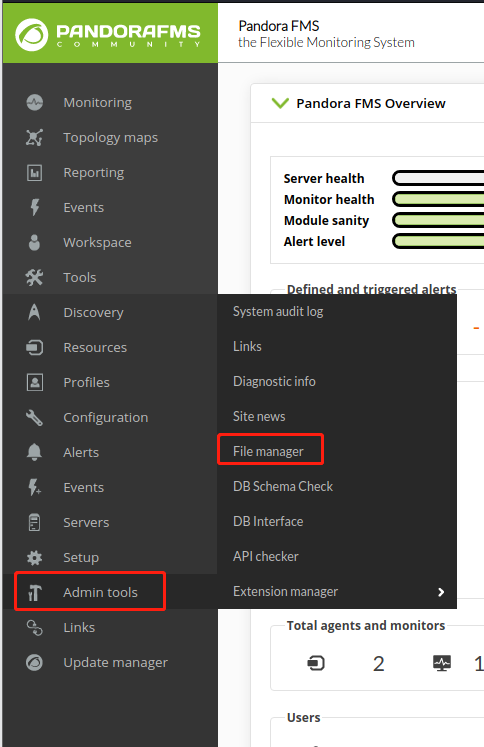 PANDORAFMS
COMMUNITY
Pandora FMS
the Flexible Monitoring System
Monitoring
Topology maps
Reporting
Events
Workspace
Tools
Discovery
Resources
Profiles
Configuration
Alerts
Events
Servers
Setup
Admin tools
Links
Update manager
System audit log
Links
Diagnostic info
Site news
File manager
DB Schema Check
DB Interface
API checker
Extension manager
Pandora FMS Overview
Server health
Monitor health
Module sanity
Alert level
Defined and triggered alerts
-
Total agents and monitors
2
1
Users